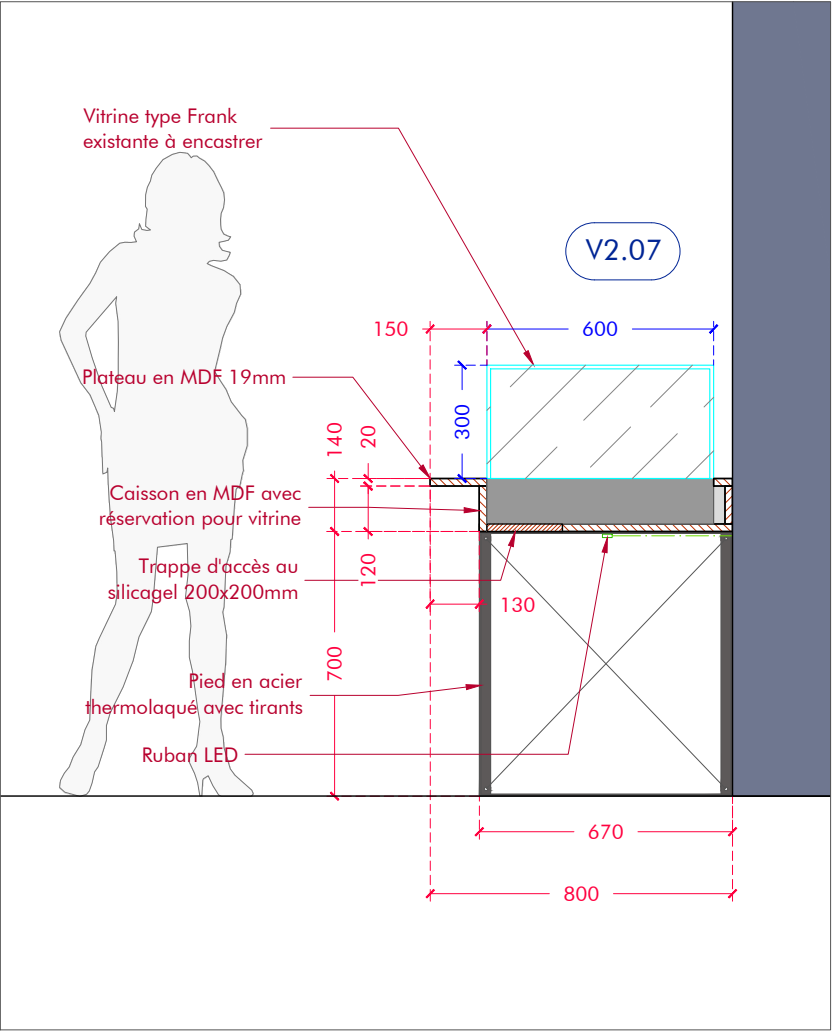 Vitrine type Frank
existante à encastrer
V2.07
150
600
Plateau en MDF 19mm
300
140
20
Caisson en MDF avec
réservation pour vitrine
120
Trappe d'accès au
silicagel 200x200mm
130
700
Pied en acier
thermolaqué avec tirants
Ruban LED
670
800